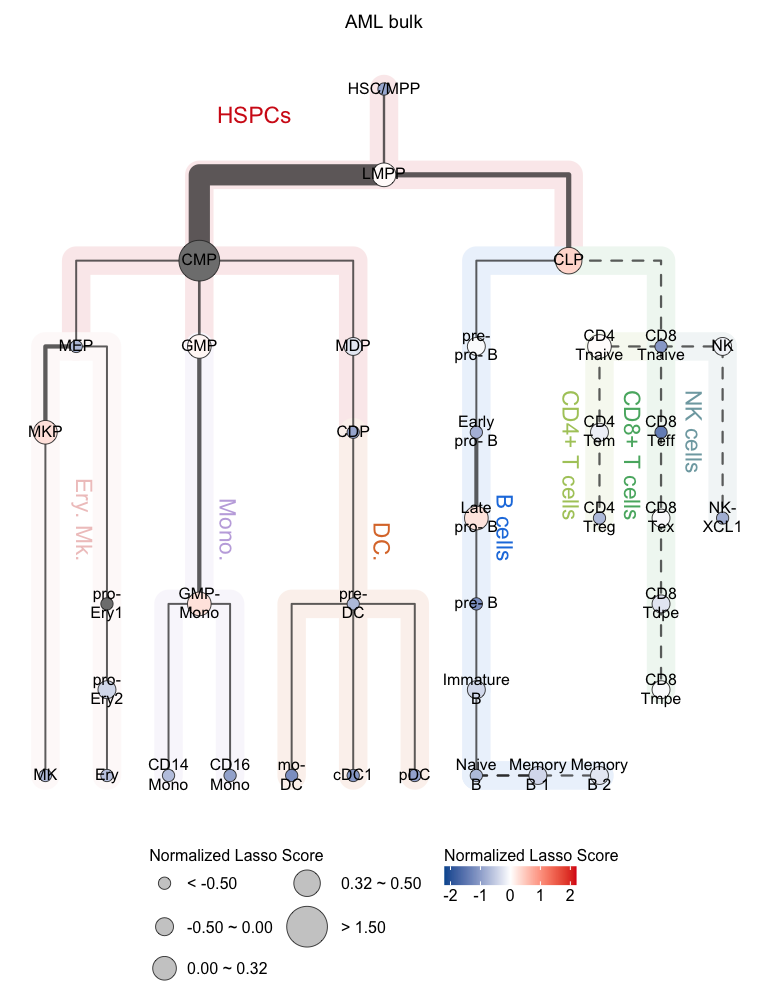 AML bulk
HSC/MPP
HSPCs
LMPP
CMP
CLP
MEP
GMP
MDP
pre-
pro- B
CD4
Tnaive
CD8
Tnaive
NK
MKP
CDP
Early
pro- B
CD4
Tem
CD8
Teff
Ery. Mk.
Mono.
DC.
B cells
CD4+ T cells
CD8+ T cells
NK cells
Late
pro- B
CD4
Treg
CD8
Tex
NK-
XCL1
pro-
Ery1
GMP-
Mono
pre-
DC
pre- B
CD8
Tdpe
pro-
Ery2
Immature
B
CD8
Tmpe
MK
Ery
CD14
Mono
CD16
Mono
mo-
DC
cDC1
pDC
Naive
B
Memory
B 1
Memory
B 2
Normalized Lasso Score
< -0.50
0.32 ~ 0.50
-0.50 ~ 0.00
> 1.50
0.00 ~ 0.32
Normalized Lasso Score
-2 -1 0 1 2